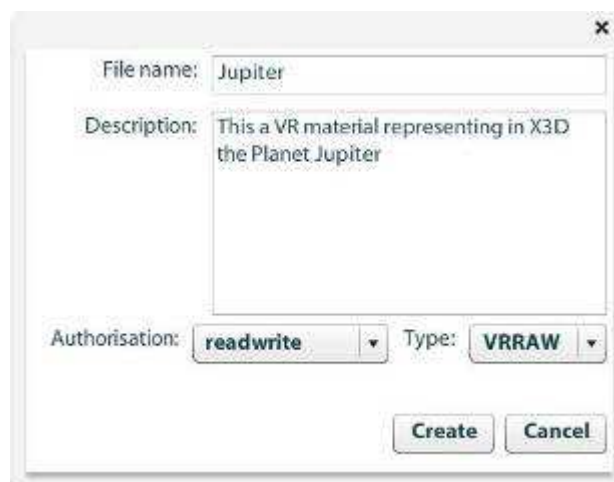 ×
File name: Jupiter
Description: This a VR material representing in X3D
the Planet Jupiter
Authorisation: readwrite Type: VRRAW
Create Cancel